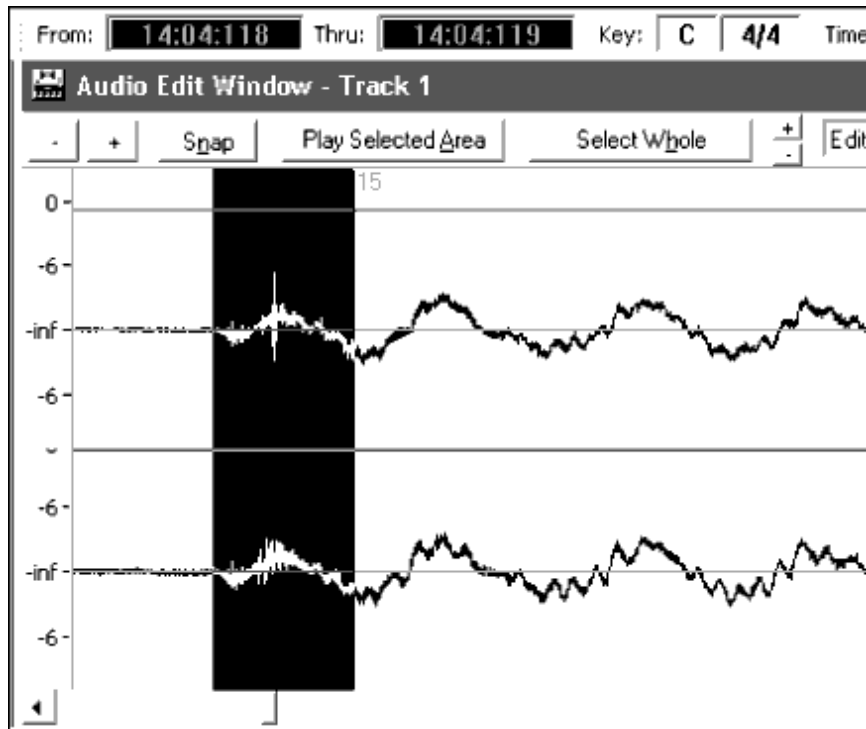 From: 14:04:118 Thru: 14:04:119 Key: C 4/4 Time
Audio Edit Window - Track 1
- + Snap Play Selected Area Select Whole + - Edit
15
0
-6
-inf
-6
-6
-inf
-6